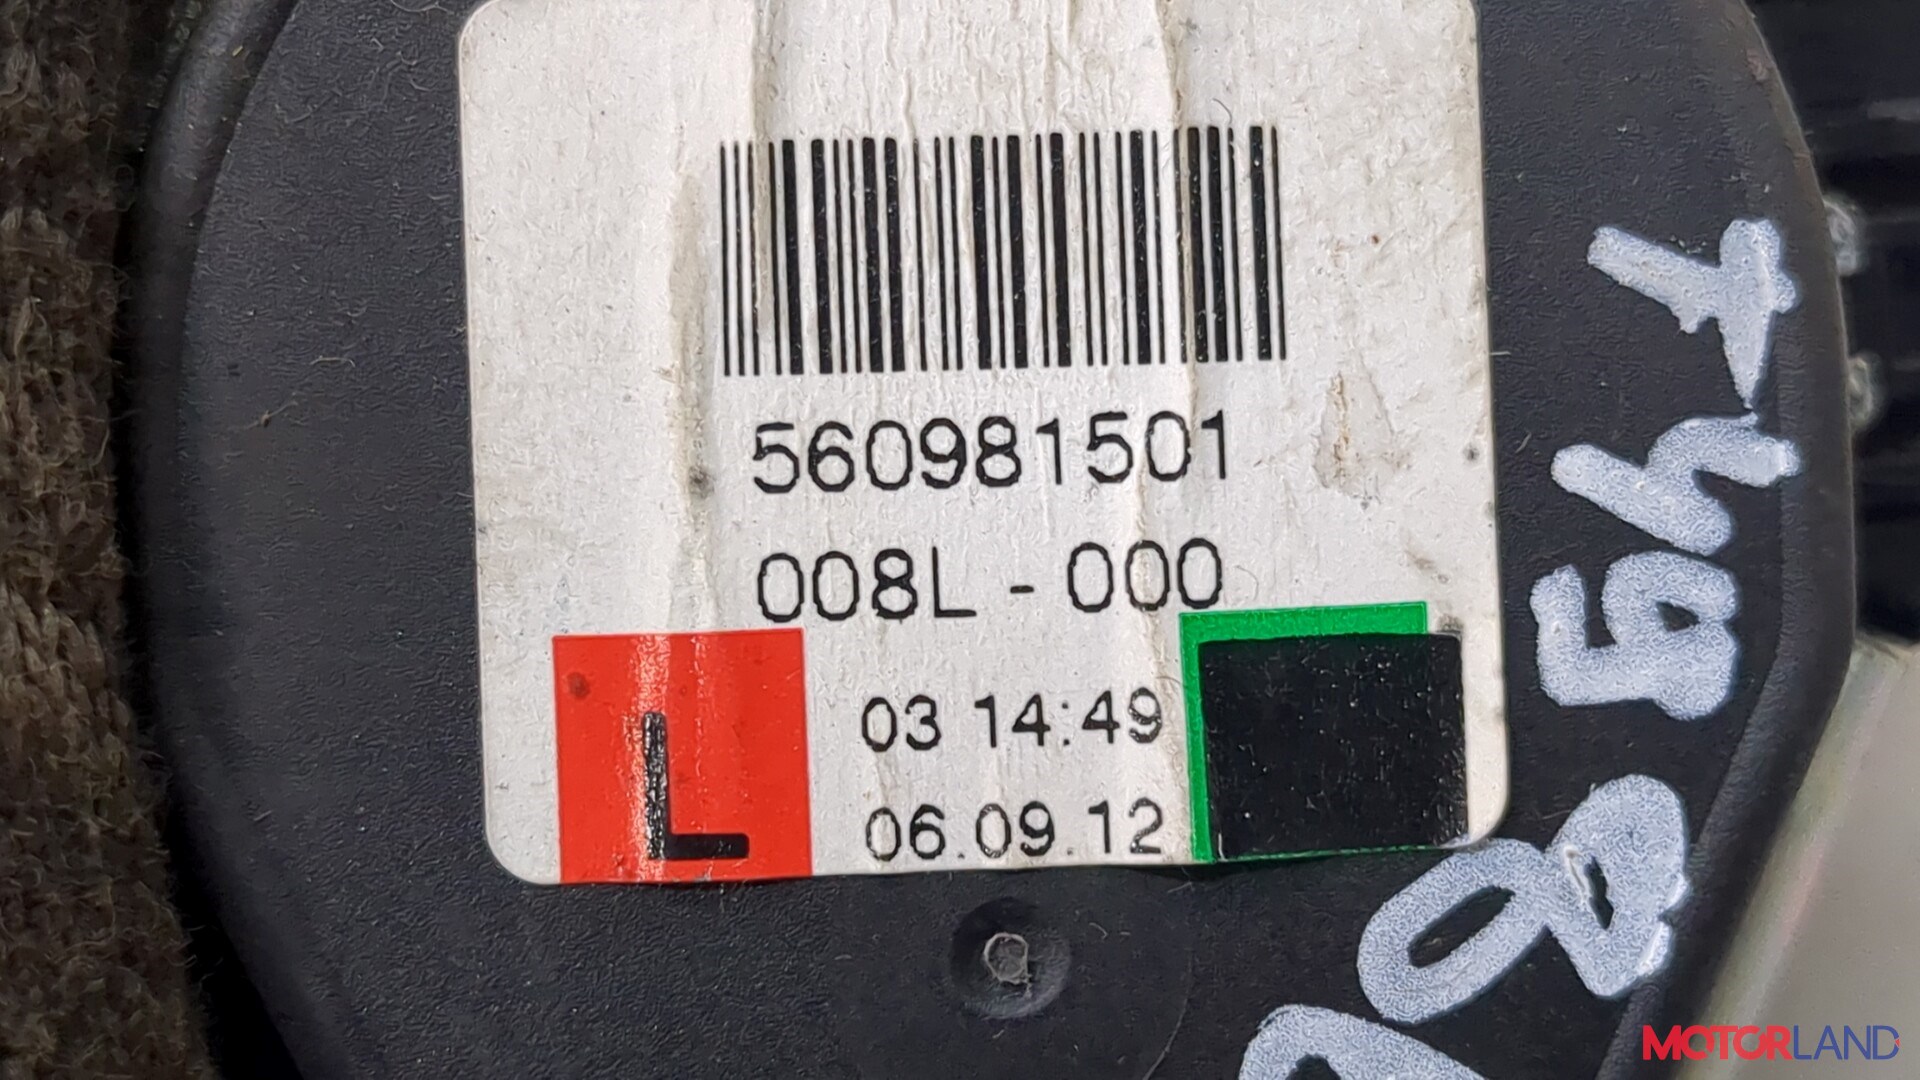 560981501
008L - 000
L
03 14:49
06.09.12
MOTORLAND